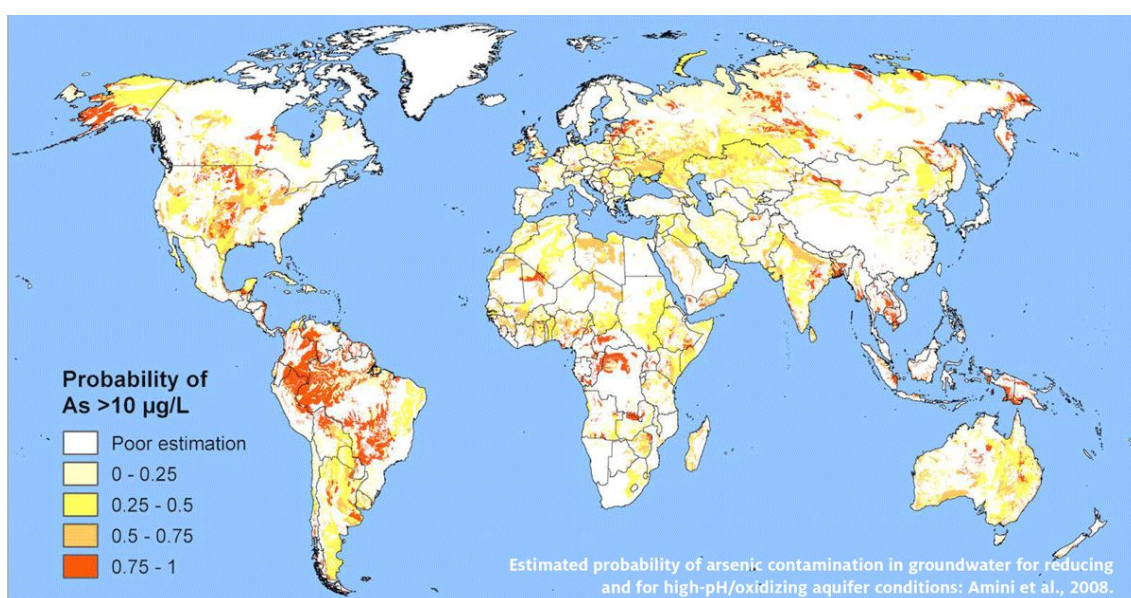 Probability of
As >10 µg/L
Poor estimation
0 - 0.25
0.25 - 0.5
0.5 - 0.75
0.75 - 1
Estimated probability of arsenic contamination in groundwater for reducing
and for high-pH/oxidizing aquifer conditions: Amini et al., 2008.